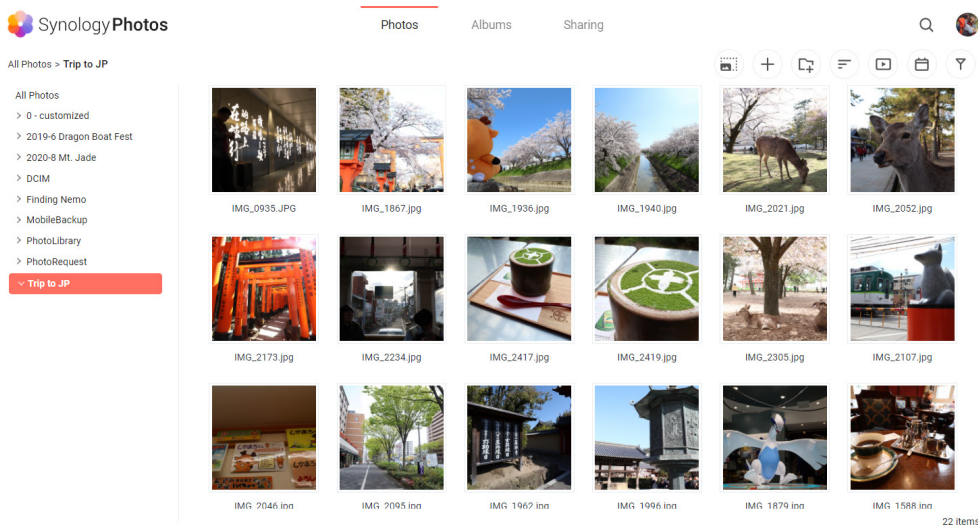 Synology Photos
Photos
Albums
Sharing
All Photos > Trip to JP
All Photos
0 - customized
2019-6 Dragon Boat Fest
2020-8 Mt. Jade
DCIM
Finding Nemo
MobileBackup
PhotoLibrary
PhotoRequest
Trip to JP
IMG_0935.JPG
IMG_1867.jpg
IMG_1936.jpg
IMG_1940.jpg
IMG_2021.jpg
IMG_2052.jpg
IMG_2173.jpg
IMG_2234.jpg
IMG_2417.jpg
IMG_2419.jpg
IMG_2305.jpg
IMG_2107.jpg
IMG_2046.jpg
IMG_2095.jpg
IMG_1962.jpg
IMG_1996.jpg
IMG_1879.jpg
IMG_1588.jpg
22 items